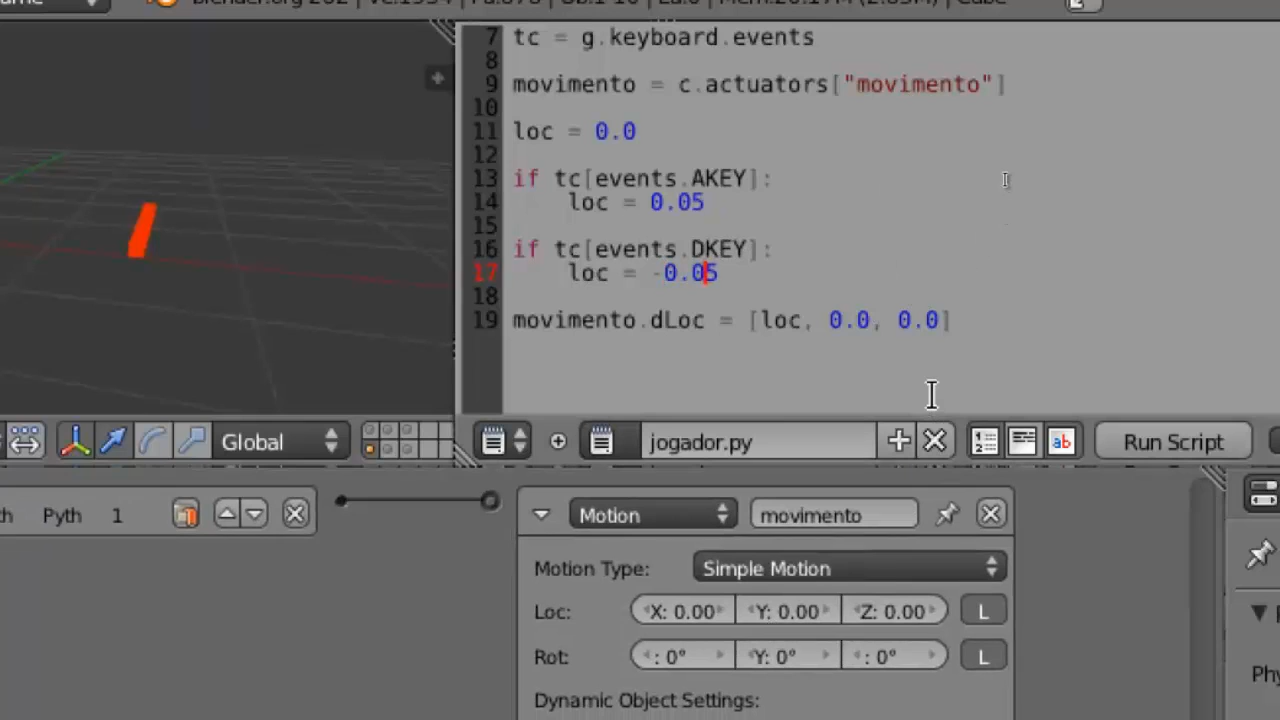 7 tc = g.keyboard.events
8
9 movimento = c.actuators["movimento"]
10
11 loc = 0.0
12
13 if tc[events.AKEY]:
14 loc = 0.05
15
16 if tc[events.DKEY]:
17 loc = -0.05
18
19 movimento.dLoc = [loc, 0.0, 0.0]
Global
jogador.py
Run Script
Pyth 1
Motion movimento
Motion Type: Simple Motion
Loc: X: 0.00 Y: 0.00 Z: 0.00 L
Rot: : 0° Y: 0° : 0° L
Dynamic Object Settings:
Phy